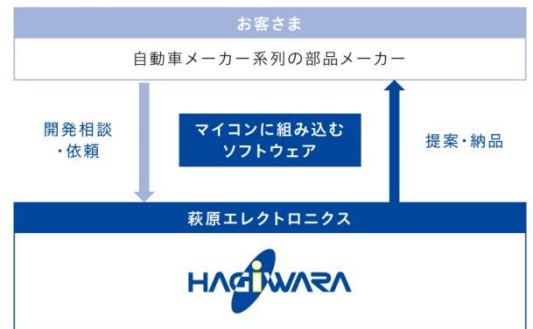 お客さま
自動車メーカー系列の部品メーカー
開発相談
・依頼
マイコンに組み込む
ソフトウェア
提案・納品
萩原エレクトロニクス
HAGiWARA